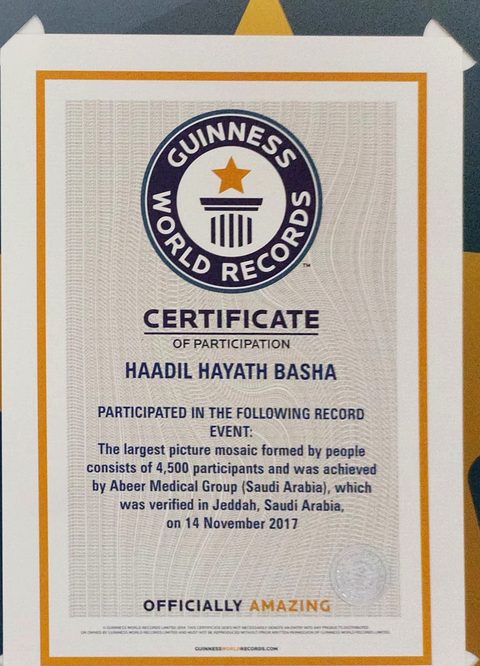 GUINNESS
WORLD RECORDS
™
CERTIFICATE
OF PARTICIPATION
HAADIL HAYATH BASHA
PARTICIPATED IN THE FOLLOWING RECORD
EVENT:
The largest picture mosaic formed by people
consists of 4,500 participants and was achieved
by Abeer Medical Group (Saudi Arabia), which
was verified in Jeddah, Saudi Arabia,
on 14 November 2017
OFFICIALLY AMAZING
GUINNESSWORLDRECORDS.COM